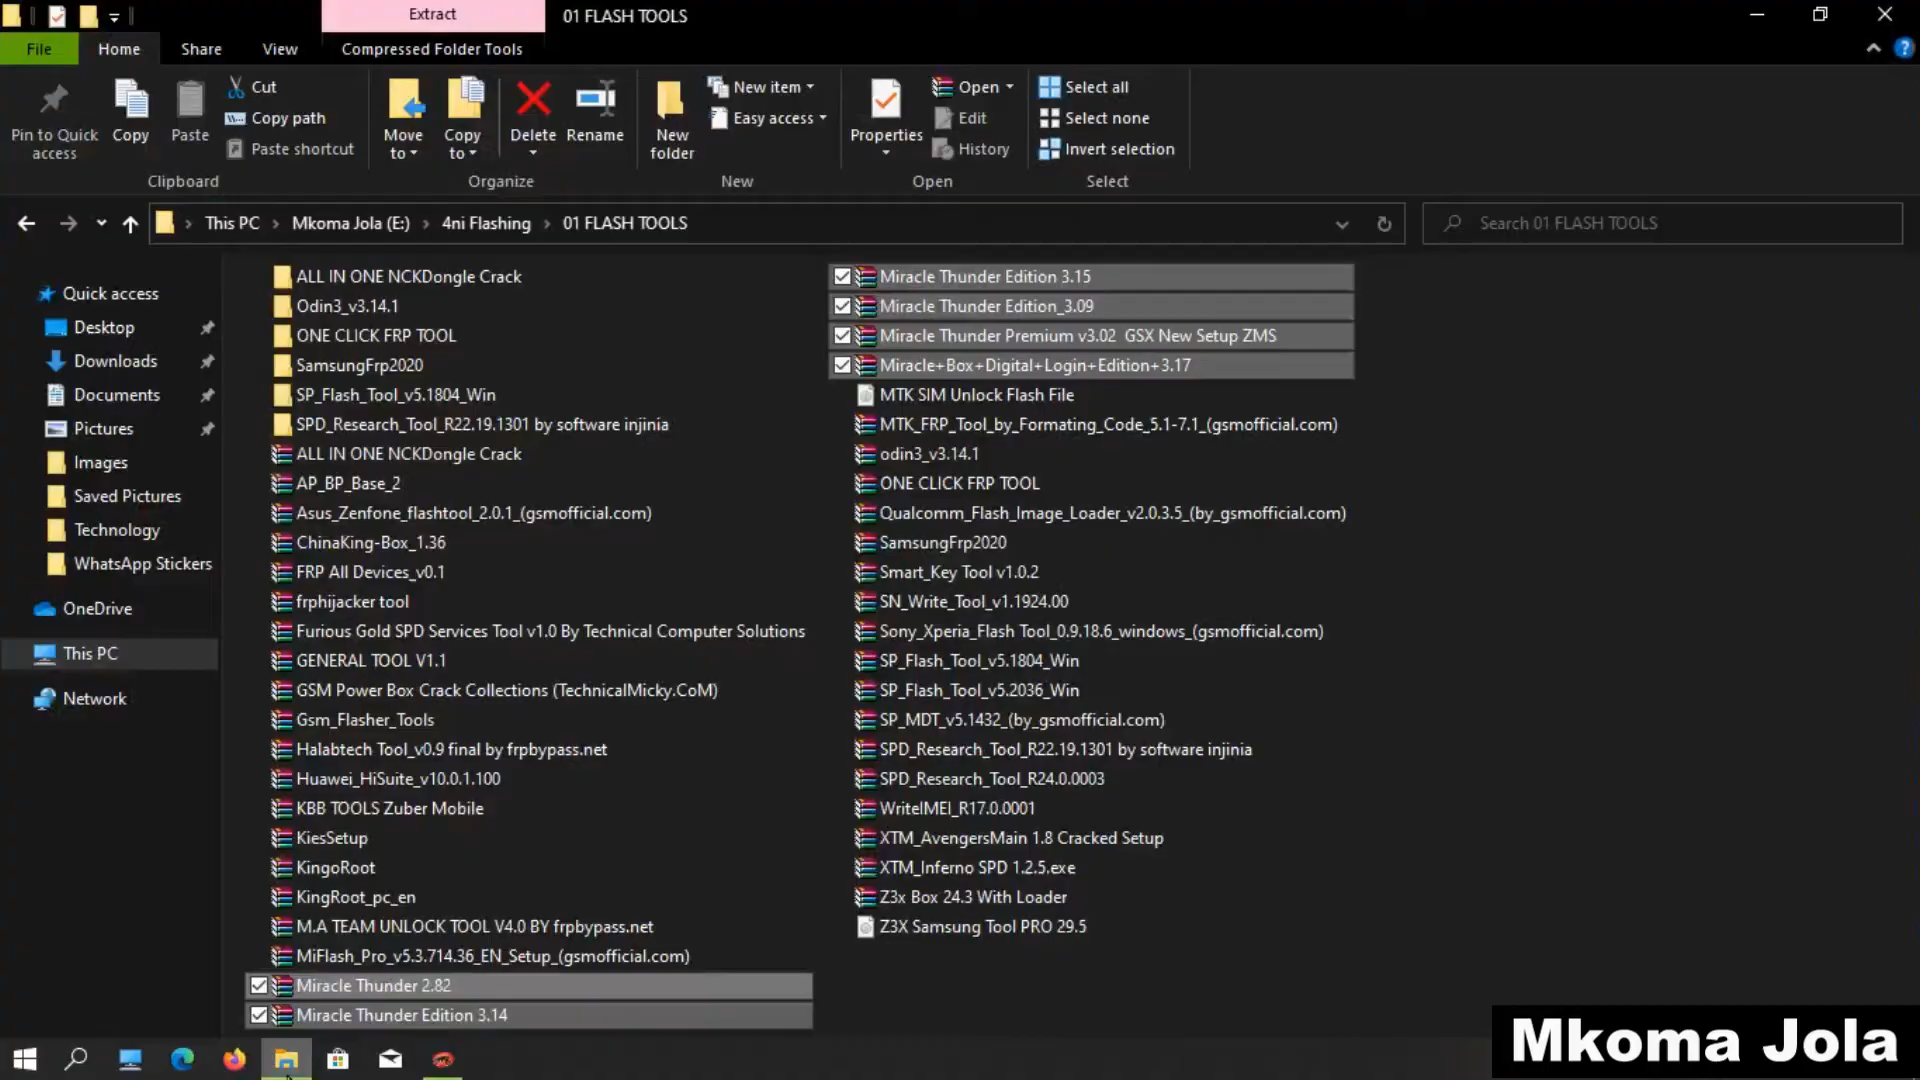 Extract
01 FLASH TOOLS
File
Home
Share
View
Compressed Folder Tools
Pin to Quick access
Copy
Paste
Cut
Copy path
Paste shortcut
Clipboard
Move to
Copy to
Delete
Rename
Organize
New folder
New item
Easy access
New
Properties
Open
Edit
History
Open
Select all
Select none
Invert selection
Select
This PC
Mkoma Jola (E:)
4ni Flashing
01 FLASH TOOLS
Search 01 FLASH TOOLS
Quick access
Desktop
Downloads
Documents
Pictures
Images
Saved Pictures
Technology
WhatsApp Stickers
OneDrive
This PC
Network
ALL IN ONE NCKDongle Crack
Odin3_v3.14.1
ONE CLICK FRP TOOL
SamsungFrp2020
SP_Flash_Tool_v5.1804_Win
SPD_Research_Tool_R22.19.1301 by software injinia
ALL IN ONE NCKDongle Crack
AP_BP_Base_2
Asus_Zenfone_flashtool_2.0.1_(gsmofficial.com)
ChinaKing-Box_1.36
FRP All Devices_v0.1
frphijacker tool
Furious Gold SPD Services Tool v1.0 By Technical Computer Solutions
GENERAL TOOL V1.1
GSM Power Box Crack Collections (TechnicalMicky.CoM)
Gsm_Flasher_Tools
Halabtech Tool_v0.9 final by frpbypass.net
Huawei_HiSuite_v10.0.1.100
KBB TOOLS Zuber Mobile
KiesSetup
KingoRoot
KingRoot_pc_en
M.A TEAM UNLOCK TOOL V4.0 BY frpbypass.net
MiFlash_Pro_v5.3.714.36_EN_Setup_(gsmofficial.com)
Miracle Thunder 2.82
Miracle Thunder Edition 3.14
Miracle Thunder Edition 3.15
Miracle Thunder Edition_3.09
Miracle Thunder Premium v3.02  GSX New Setup ZMS
Miracle+Box+Digital+Login+Edition+3.17
MTK SIM Unlock Flash File
MTK_FRP_Tool_by_Formating_Code_5.1-7.1_(gsmofficial.com)
odin3_v3.14.1
ONE CLICK FRP TOOL
Qualcomm_Flash_Image_Loader_v2.0.3.5_(by_gsmofficial.com)
SamsungFrp2020
Smart_Key Tool v1.0.2
SN_Write_Tool_v1.1924.00
Sony_Xperia_Flash Tool_0.9.18.6_windows_(gsmofficial.com)
SP_Flash_Tool_v5.1804_Win
SP_Flash_Tool_v5.2036_Win
SP_MDT_v5.1432_(by_gsmofficial.com)
SPD_Research_Tool_R22.19.1301 by software injinia
SPD_Research_Tool_R24.0.0003
WriteIMEI_R17.0.0001
XTM_AvengersMain 1.8 Cracked Setup
XTM_Inferno SPD 1.2.5.exe
Z3x Box 24.3 With Loader
Z3X Samsung Tool PRO 29.5
Mkoma Jola